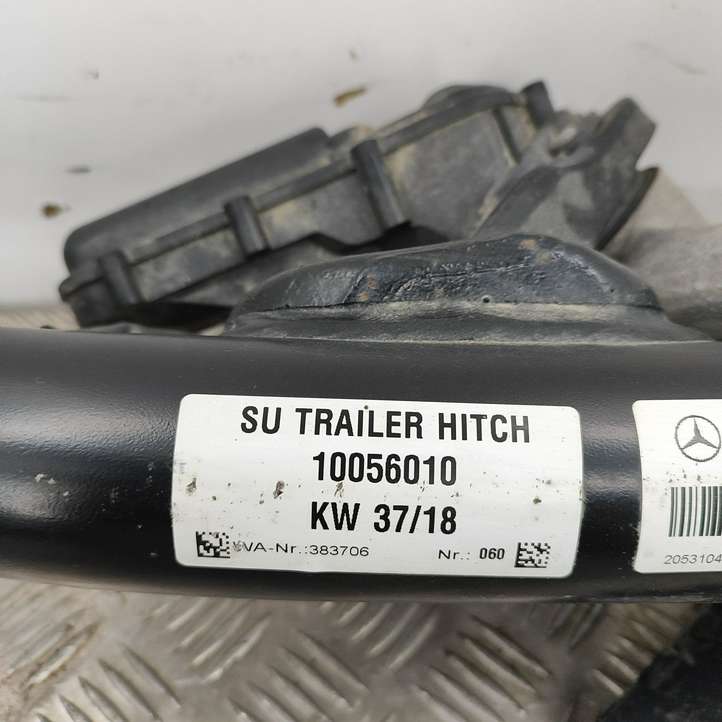 SU TRAILER HITCH
10056010
KW 37/18
WA-Nr.:383706 Nr.: 060
2053104